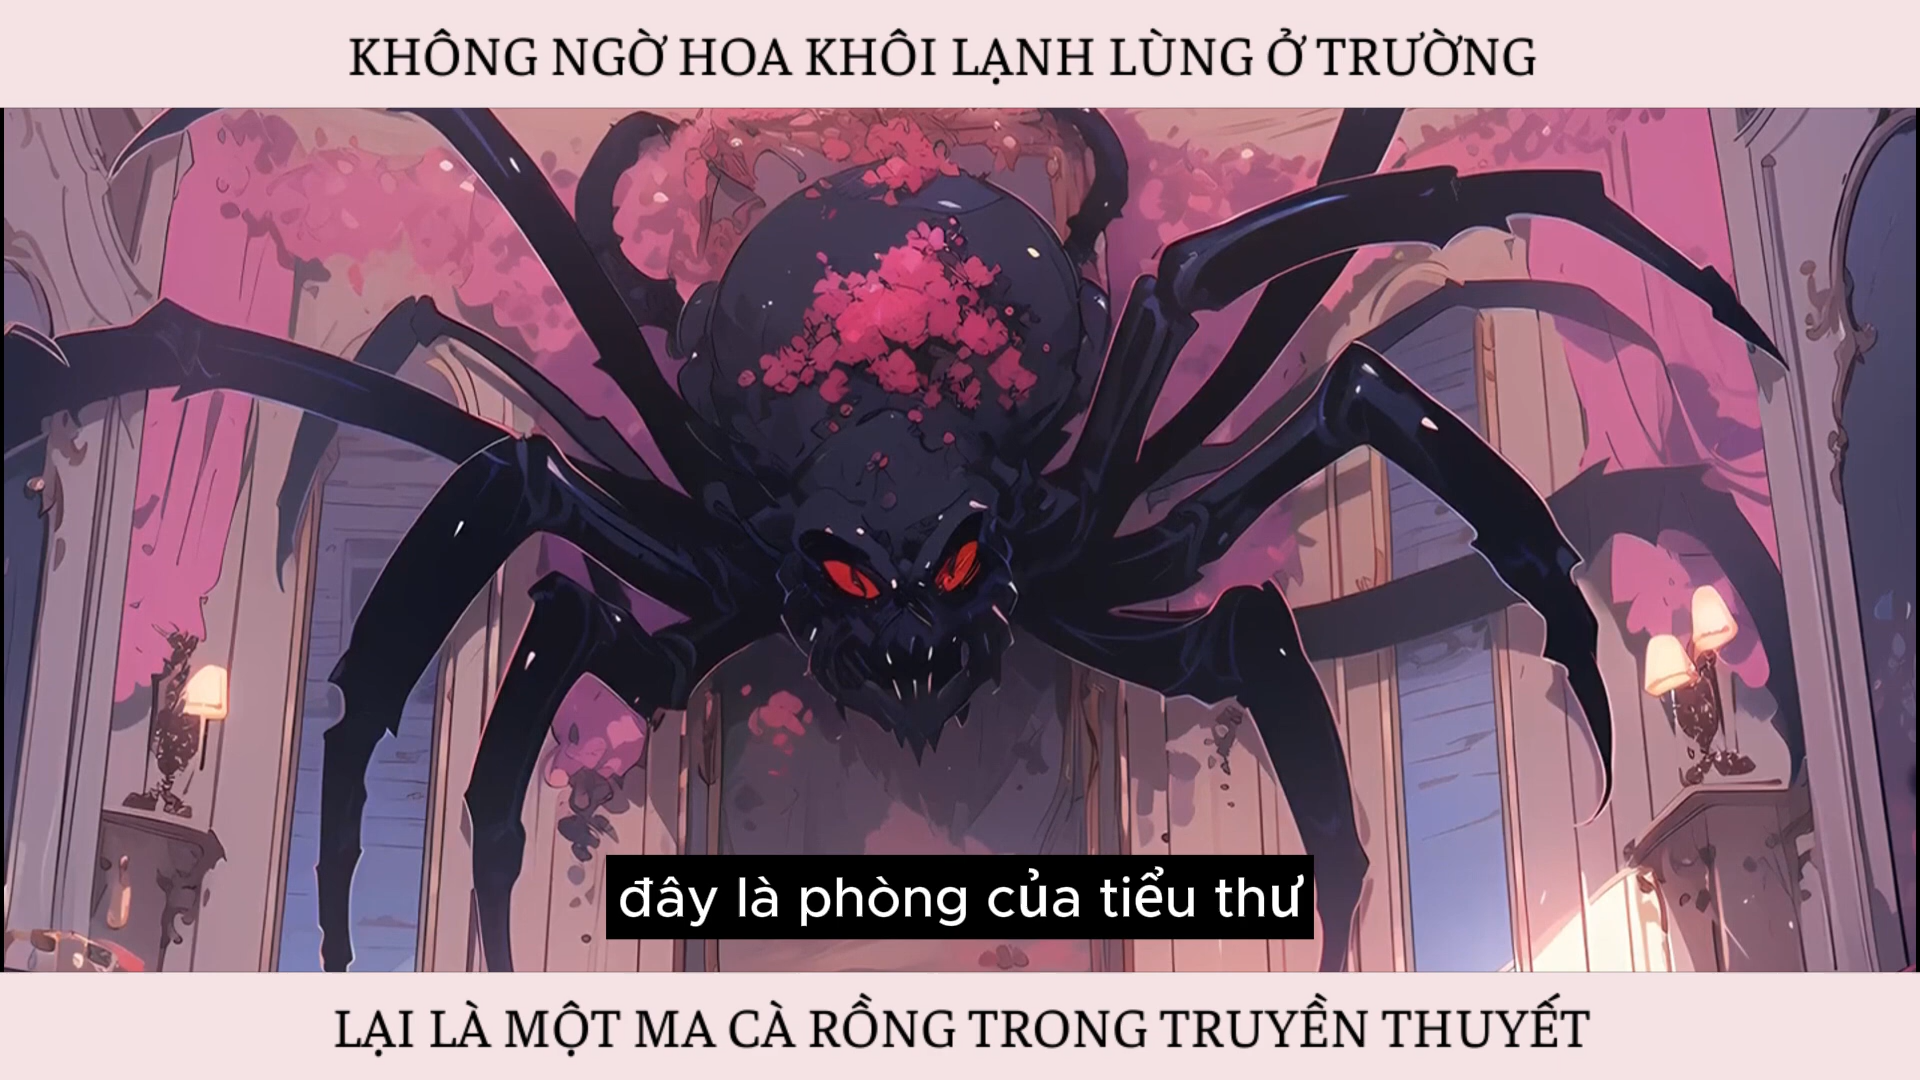 KHÔNG NGỜ HOA KHÔI LẠNH LÙNG Ở TRƯỜNG
đây là phòng của tiểu thư
LẠI LÀ MỘT MA CÀ RỒNG TRONG TRUYỀN THUYẾT